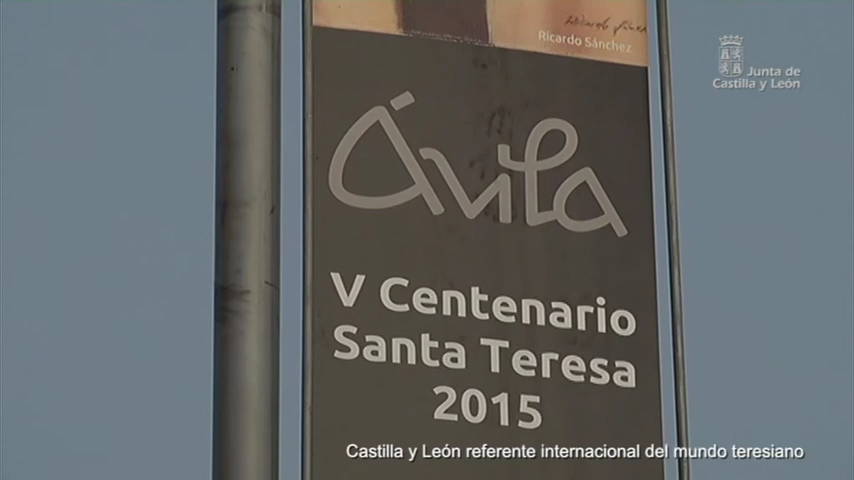 Ricardo Sánchez
Junta de
Castilla y León
Ávila
V Centenario
Santa Teresa
2015
Castilla y León referente internacional del mundo teresiano